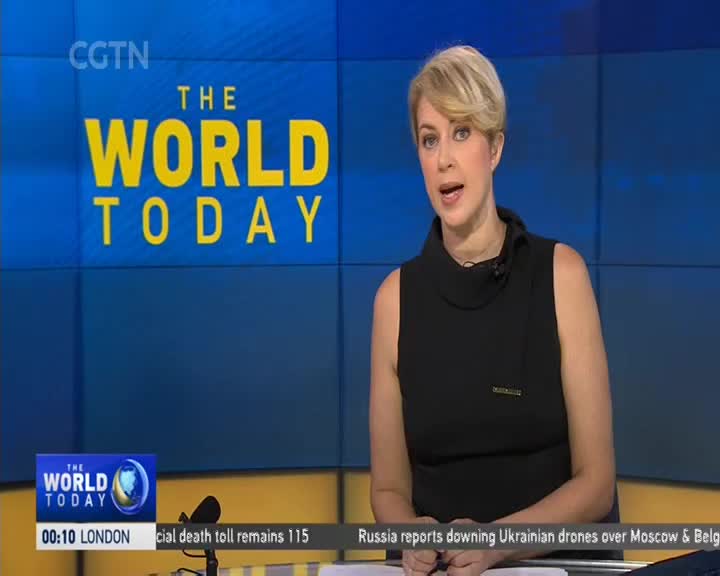 CGTN
THE
WORLD
TODAY
THE
WORLD
TODAY
00:10 LONDON
cial death toll remains 115 Russia reports downing Ukrainian drones over Moscow & Belg